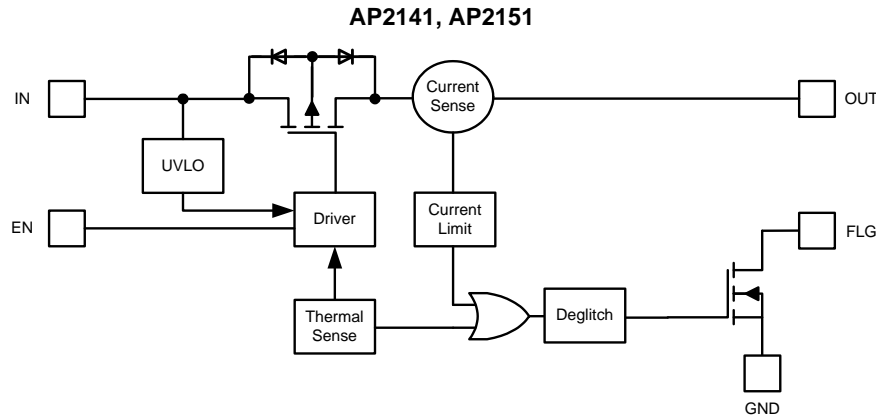 AP2141, AP2151
IN
Current
Sense
OUT
UVLO
EN
Driver
Current
Limit
FLG
Thermal
Sense
Deglitch
GND